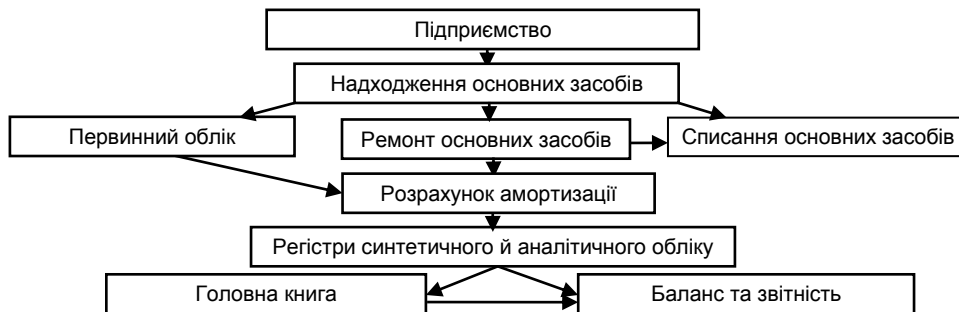 Підприємство
Надходження основних засобів
Первинний облік
Ремонт основних засобів
Списання основних засобів
Розрахунок амортизації
Регістри синтетичного й аналітичного обліку
Головна книга
Баланс та звітність